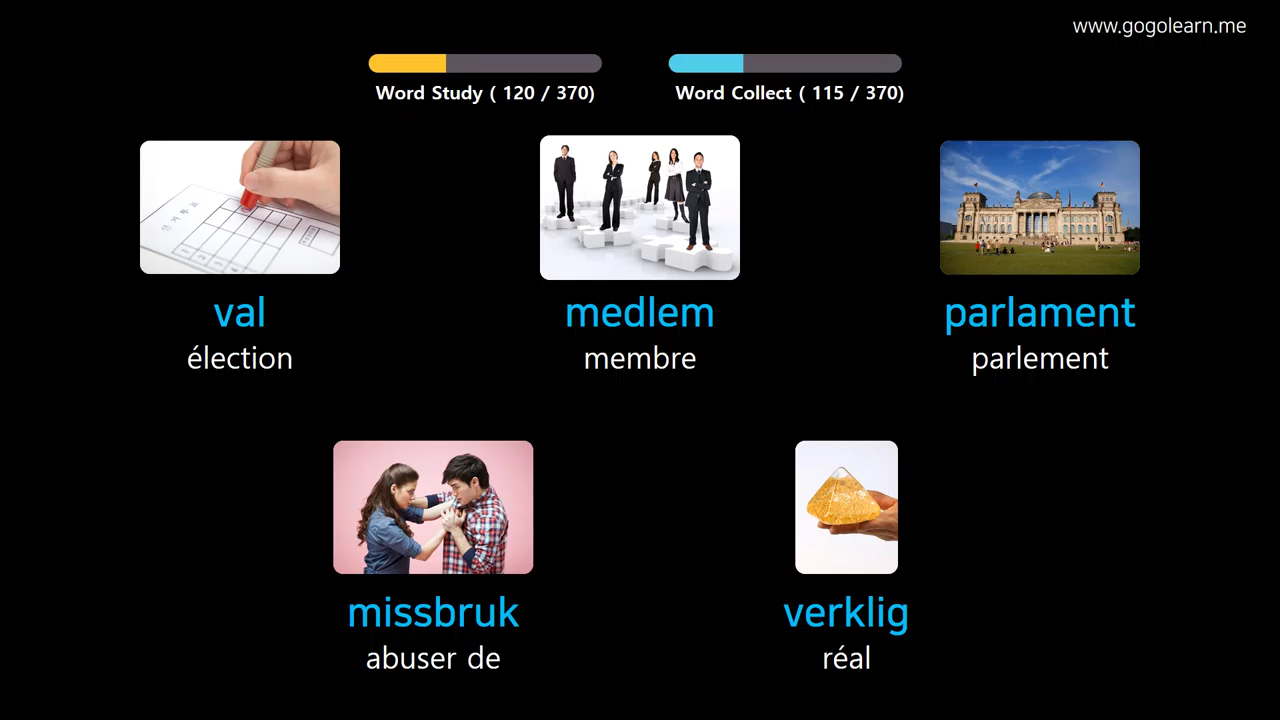 www.gogolearn.me
Word Study ( 120 / 370)
Word Collect ( 115 / 370)
val
élection
medlem
membre
parlament
parlement
missbruk
abuser de
verklig
réal